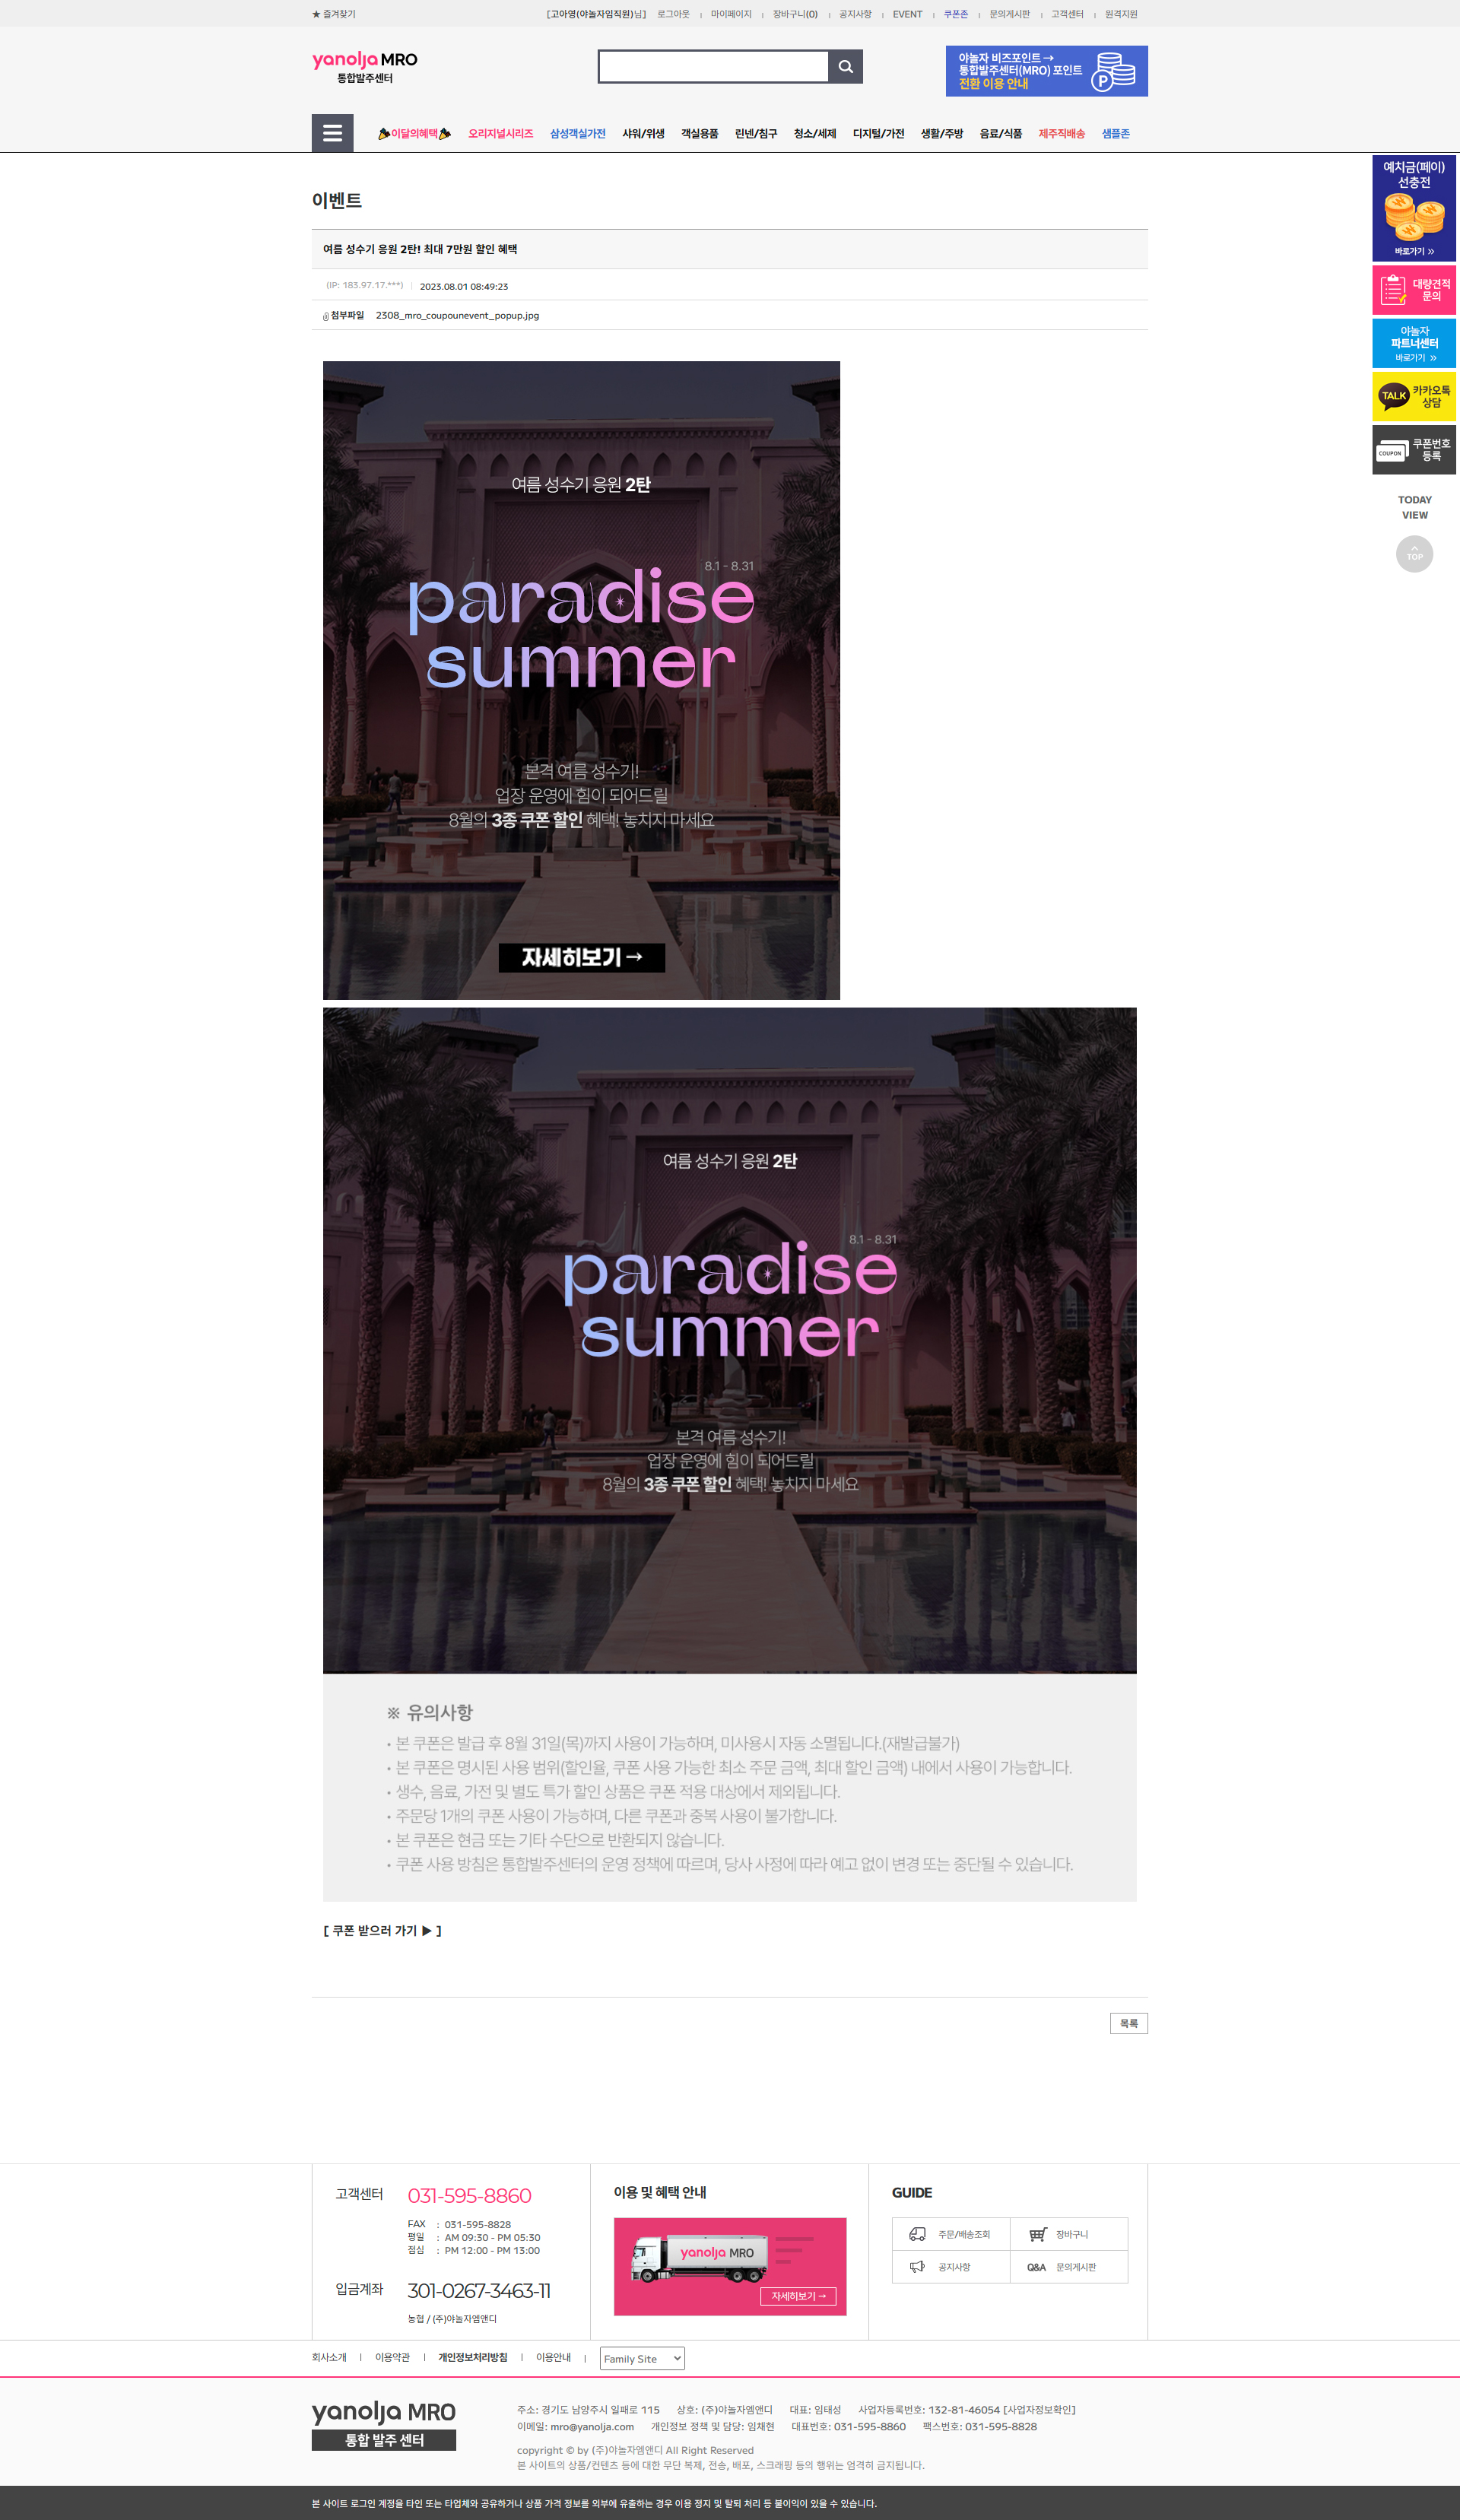 ★ 즐겨찾기
[고아영(야놀자임직원)님] 로그아웃 마이페이지 장바구니(0) 공지사항 EVENT 쿠폰존 문의게시판 고객센터 원격지원
yanolja MRO
통합발주센터
야놀자 비즈포인트 →
통합발주센터(MRO) 포인트
전환 이용 안내
P
이달의혜택 오리지널시리즈 삼성객실가전 샤워/위생 객실용품 린넨/침구 청소/세제 디지털/가전 생활/주방 음료/식품 제주직배송 샘플존
예치금(페이)
선충전
바로가기 »
대량견적
문의
야놀자
파트너센터
바로가기 »
TALK
카카오톡
상담
COUPON
쿠폰번호
등록
TODAY
VIEW
TOP
이벤트
여름 성수기 응원 2탄! 최대 7만원 할인 혜택
(IP: 183.97.17.***) 2023.08.01 08:49:23
첨부파일 2308_mro_coupounevent_popup.jpg
여름 성수기 응원 2탄
8.1 - 8.31
paradise
summer
본격 여름 성수기!
업장 운영에 힘이 되어드릴
8월의 3종 쿠폰 할인 혜택! 놓치지 마세요
자세히보기 →
여름 성수기 응원 2탄
8.1 - 8.31
paradise
summer
본격 여름 성수기!
업장 운영에 힘이 되어드릴
8월의 3종 쿠폰 할인 혜택! 놓치지 마세요
※ 유의사항
• 본 쿠폰은 발급 후 8월 31일(목)까지 사용이 가능하며, 미사용시 자동 소멸됩니다.(재발급불가)
• 본 쿠폰은 명시된 사용 범위(할인율, 쿠폰 사용 가능한 최소 주문 금액, 최대 할인 금액) 내에서 사용이 가능합니다.
• 생수, 음료, 가전 및 별도 특가 할인 상품은 쿠폰 적용 대상에서 제외됩니다.
• 주문당 1개의 쿠폰 사용이 가능하며, 다른 쿠폰과 중복 사용이 불가합니다.
• 본 쿠폰은 현금 또는 기타 수단으로 반환되지 않습니다.
• 쿠폰 사용 방침은 통합발주센터의 운영 정책에 따르며, 당사 사정에 따라 예고 없이 변경 또는 중단될 수 있습니다.
[ 쿠폰 받으러 가기 ▶ ]
목록
고객센터 031-595-8860
FAX : 031-595-8828
평일 : AM 09:30 - PM 05:30
점심 : PM 12:00 - PM 13:00
입금계좌 301-0267-3463-11
농협 / (주)야놀자엠앤디
이용 및 혜택 안내
yanolja MRO
자세히보기 →
GUIDE
주문/배송조회 장바구니
공지사항 Q&A 문의게시판
회사소개 이용약관 개인정보처리방침 이용안내 Family Site
yanolja MRO
통합 발주 센터
주소: 경기도 남양주시 일패로 115 상호: (주)야놀자엠앤디 대표: 임태성 사업자등록번호: 132-81-46054 [사업자정보확인]
이메일: mro@yanolja.com 개인정보 정책 및 담당: 임채현 대표번호: 031-595-8860 팩스번호: 031-595-8828
copyright © by (주)야놀자엠앤디 All Right Reserved
본 사이트의 상품/컨텐츠 등에 대한 무단 복제, 전송, 배포, 스크래핑 등의 행위는 엄격히 금지됩니다.
본 사이트 로그인 계정을 타인 또는 타업체와 공유하거나 상품 가격 정보를 외부에 유출하는 경우 이용 정지 및 탈퇴 처리 등 불이익이 있을 수 있습니다.